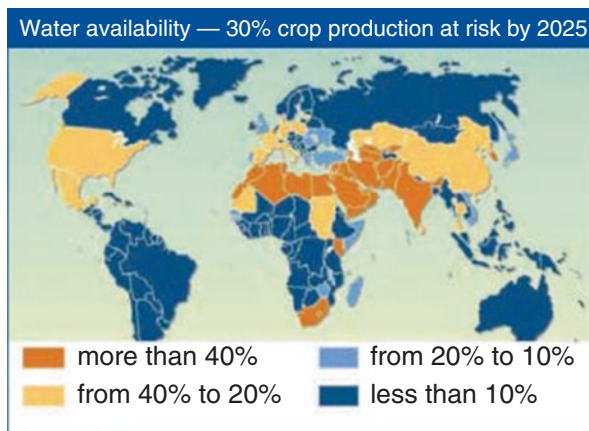 Water availability — 30% crop production at risk by 2025
more than 40%
from 20% to 10%
from 40% to 20%
less than 10%